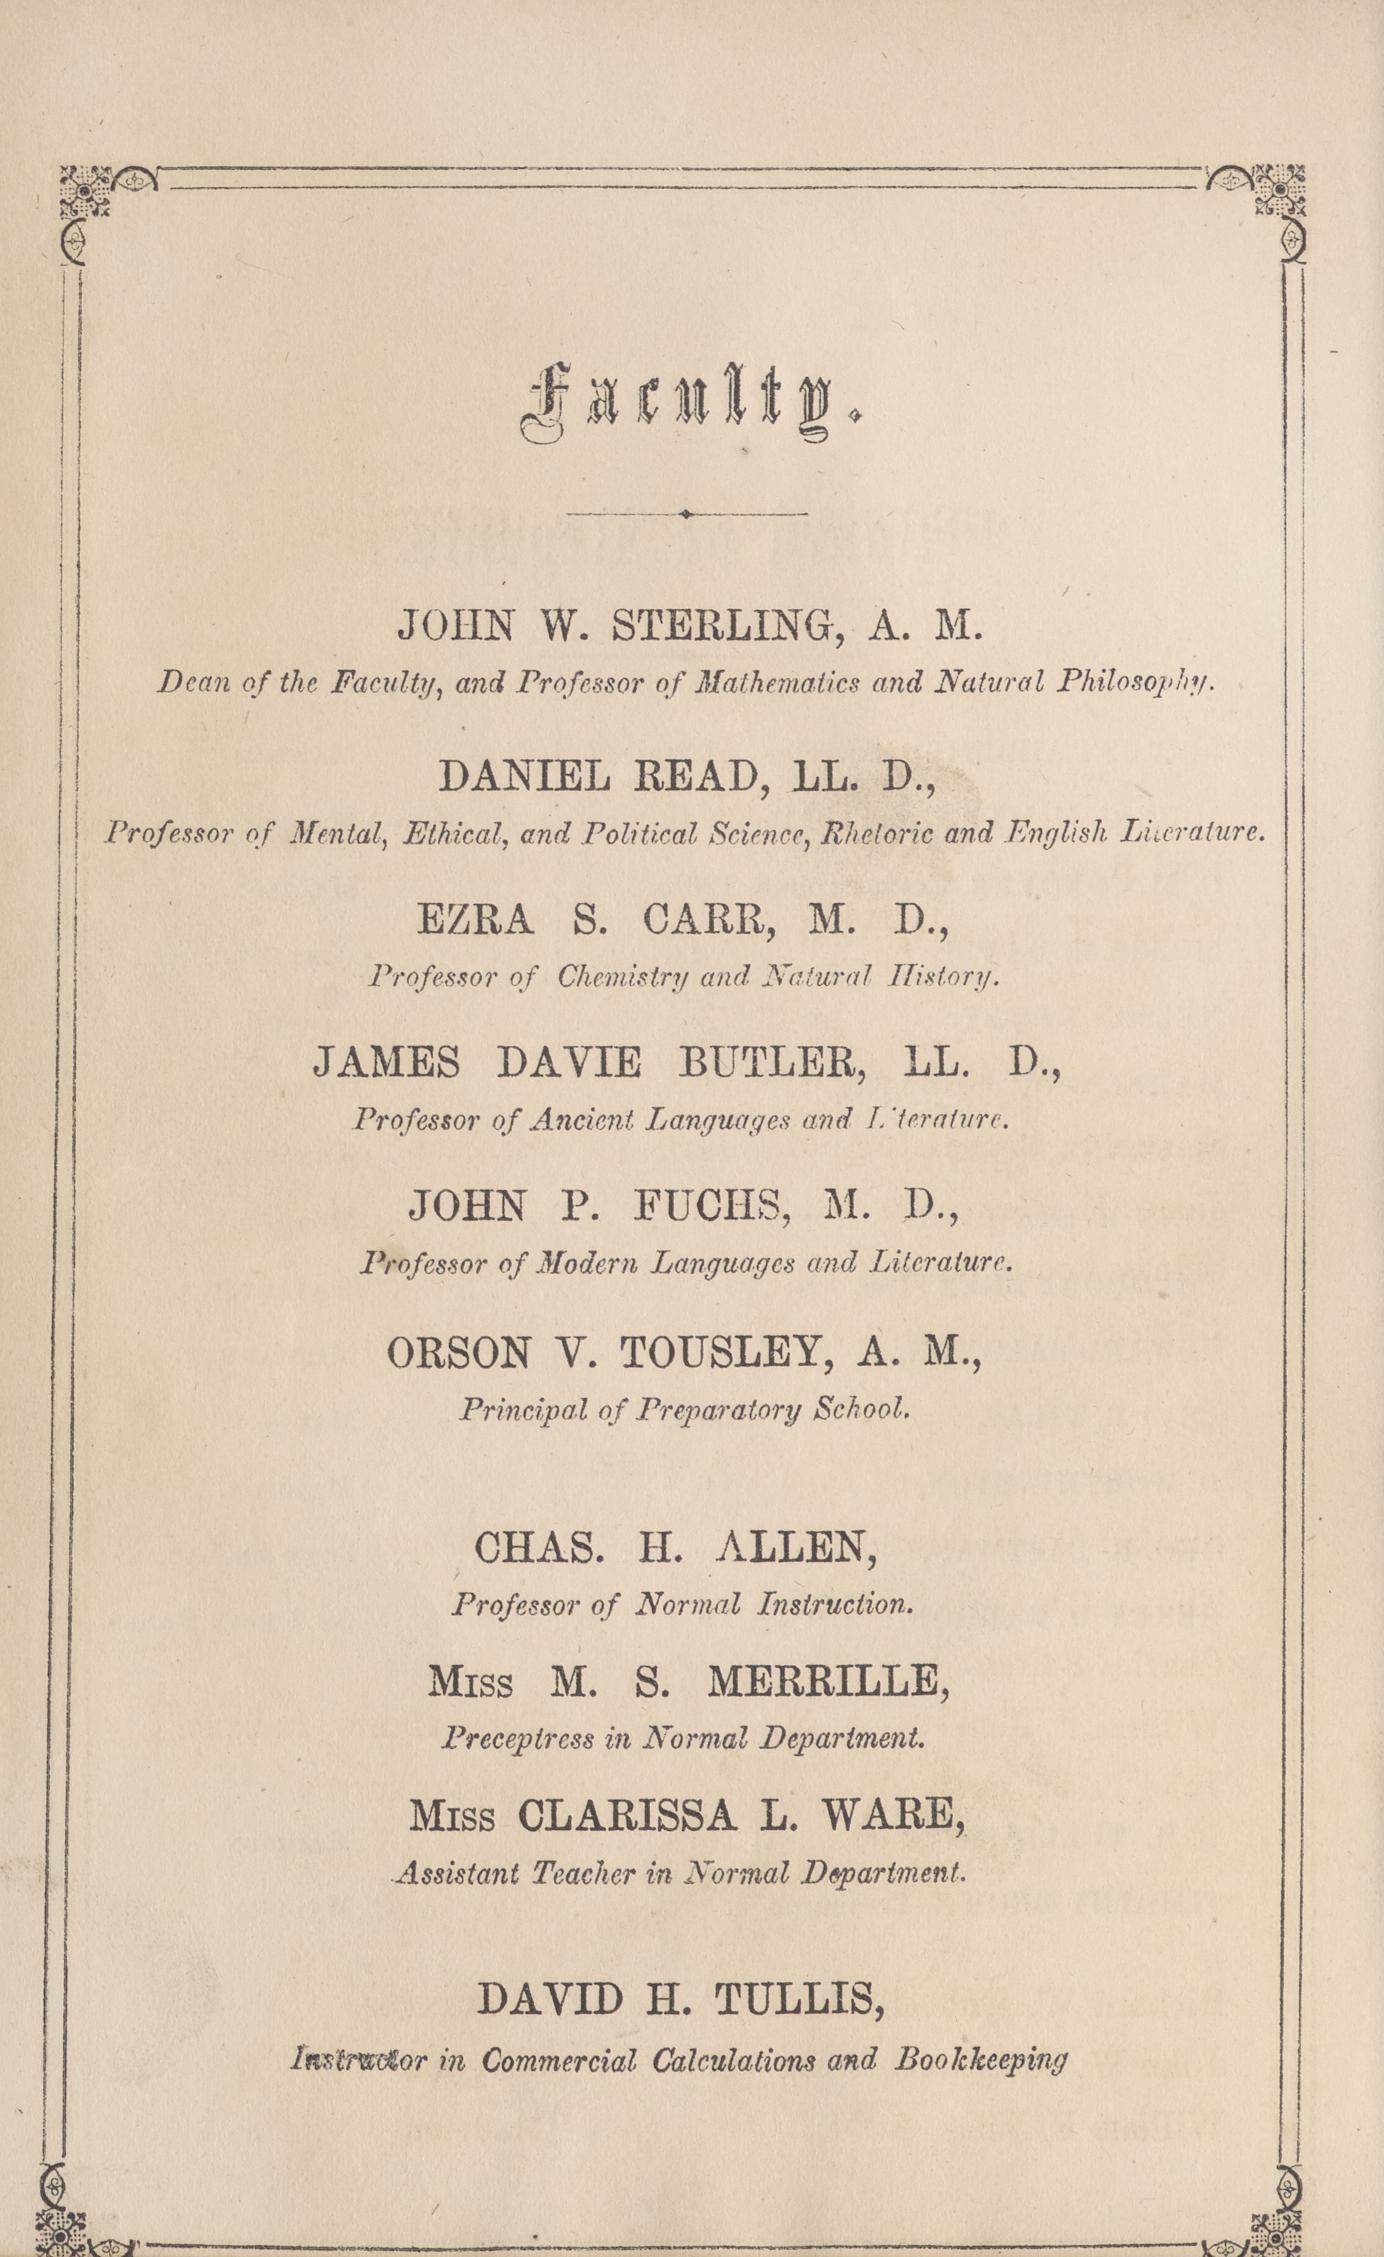 Faculty.
JOHN W. STERLING, A. M.
Dean of the Faculty, and Professor of Mathematics and Natural Philosophy.
DANIEL READ, LL. D.,
Professor of Mental, Ethical, and Political Science, Rhetoric and English Literature.
EZRA S. CARR, M. D.,
Professor of Chemistry and Natural History.
JAMES DAVIE BUTLER, LL. D.,
Professor of Ancient Languages and Literature.
JOHN P. FUCHS, M. D.,
Professor of Modern Languages and Literature.
ORSON V. TOUSLEY, A. M.,
Principal of Preparatory School.
CHAS. H. ALLEN,
Professor of Normal Instruction.
Miss M. S. MERRILLE,
Preceptress in Normal Department.
Miss CLARISSA L. WARE,
Assistant Teacher in Normal Department.
DAVID H. TULLIS,
Instructor in Commercial Calculations and Bookkeeping